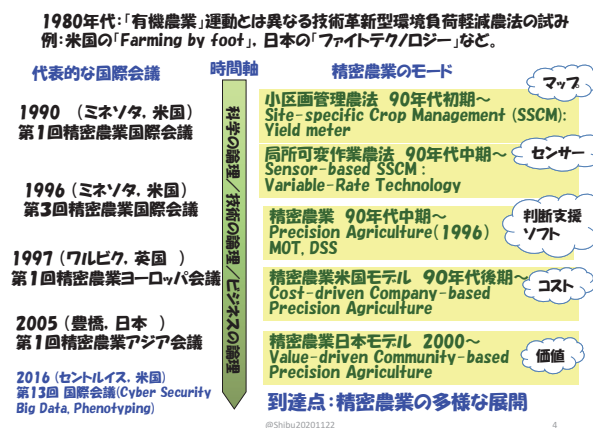 1980年代:「有機農業」運動とは異なる技術革新型環境負荷軽減農法の試み
例:米国の「Farming by foot」，日本の「ファイトテクノロジー」など。
代表的な国際会議
時間軸
精密農業のモード
1990 (ミネソタ，米国)
第1回精密農業国際会議
1996 (ミネソタ，米国)
第3回精密農業国際会議
1997 (ワルビク，英国 )
第1回精密農業ヨーロッパ会議
2005 (豊橋，日本 )
第1回精密農業アジア会議
2016 (セントルイス，米国)
第13回 国際会議(Cyber Security
Big Data, Phenotyping)
科学の論理/技術の論理/ビジネスの論理
小区画管理農法 90年代初期～
Site-specific Crop Management (SSCM):
Yield meter
マップ
局所可変作業農法 90年代中期～
Sensor-based SSCM :
Variable-Rate Technology
センサー
精密農業 90年代中期～
Precision Agriculture(1996)
MOT, DSS
判断支援
ソフト
精密農業米国モデル 90年代後期～
Cost-driven Company-based
Precision Agriculture
コスト
精密農業日本モデル 2000～
Value-driven Community-based
Precision Agriculture
価値
到達点:精密農業の多様な展開
@Shibu20201122
4